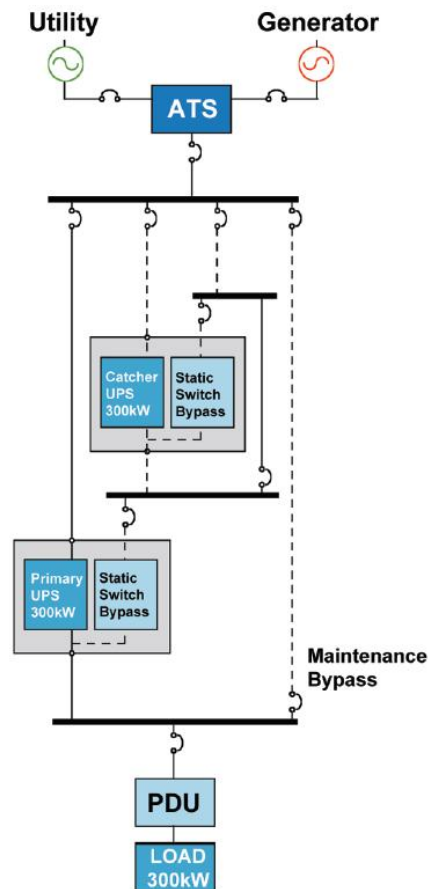 Utility
Generator
ATS
Catcher
UPS
300kW
Static
Switch
Bypass
Primary
UPS
300kW
Static
Switch
Bypass
Maintenance
Bypass
PDU
LOAD
300kW